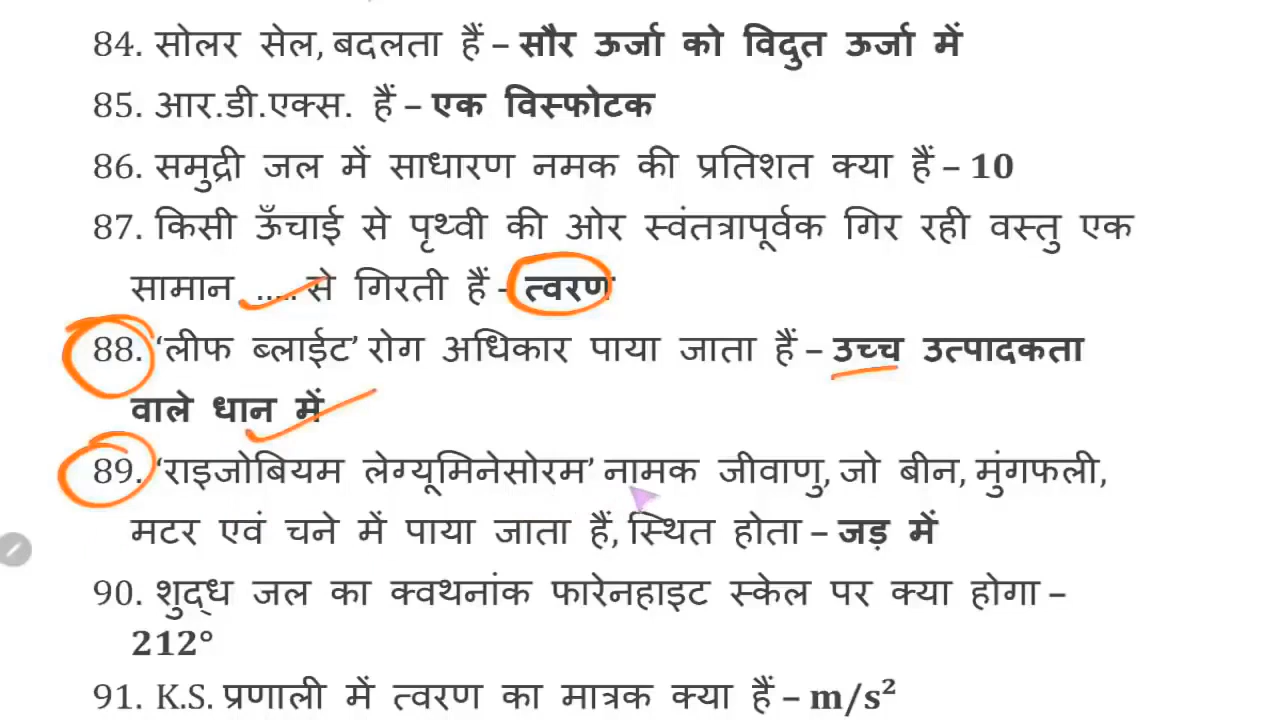 84. सोलर सेल, बदलता हैं – सौर ऊर्जा को विदुत ऊर्जा में
85. आर.डी.एक्स. हैं – एक विस्फोटक
86. समुद्री जल में साधारण नमक की प्रतिशत क्या हैं – 10
87. किसी ऊँचाई से पृथ्वी की ओर स्वंतत्रापूर्वक गिर रही वस्तु एक
सामान ..... से गिरती हैं - त्वरण
88. ‘लीफ ब्लाईट’ रोग अधिकार पाया जाता हैं – उच्च उत्पादकता
वाले धान में
89. ‘राइजोबियम लेग्यूमिनेसोरम’ नामक जीवाणु, जो बीन, मुंगफली,
मटर एवं चने में पाया जाता हैं, स्थित होता – जड़ में
90. शुद्ध जल का क्वथनांक फारेनहाइट स्केल पर क्या होगा –
212°
91. K.S. प्रणाली में त्वरण का मात्रक क्या हैं – m/s²